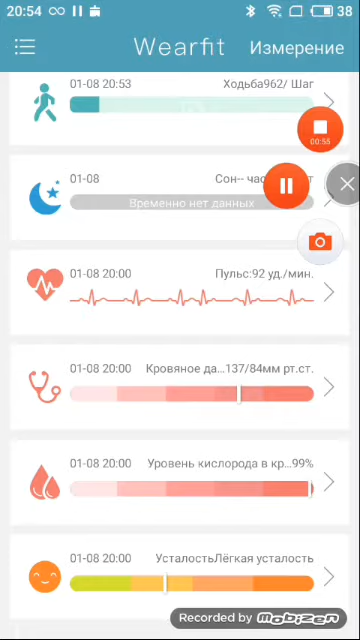 20:54 38
Wearfit Измерение
01-08 20:53 Ходьба962/ Шаг
00:55
01-08 Сон-- час
Временно нет данных
01-08 20:00 Пульс:92 уд./мин.
01-08 20:00 Кровяное да...137/84мм рт.ст.
01-08 20:00 Уровень кислорода в кр...99%
01-08 20:00 УсталостьЛёгкая усталость
Recorded by Mobizen